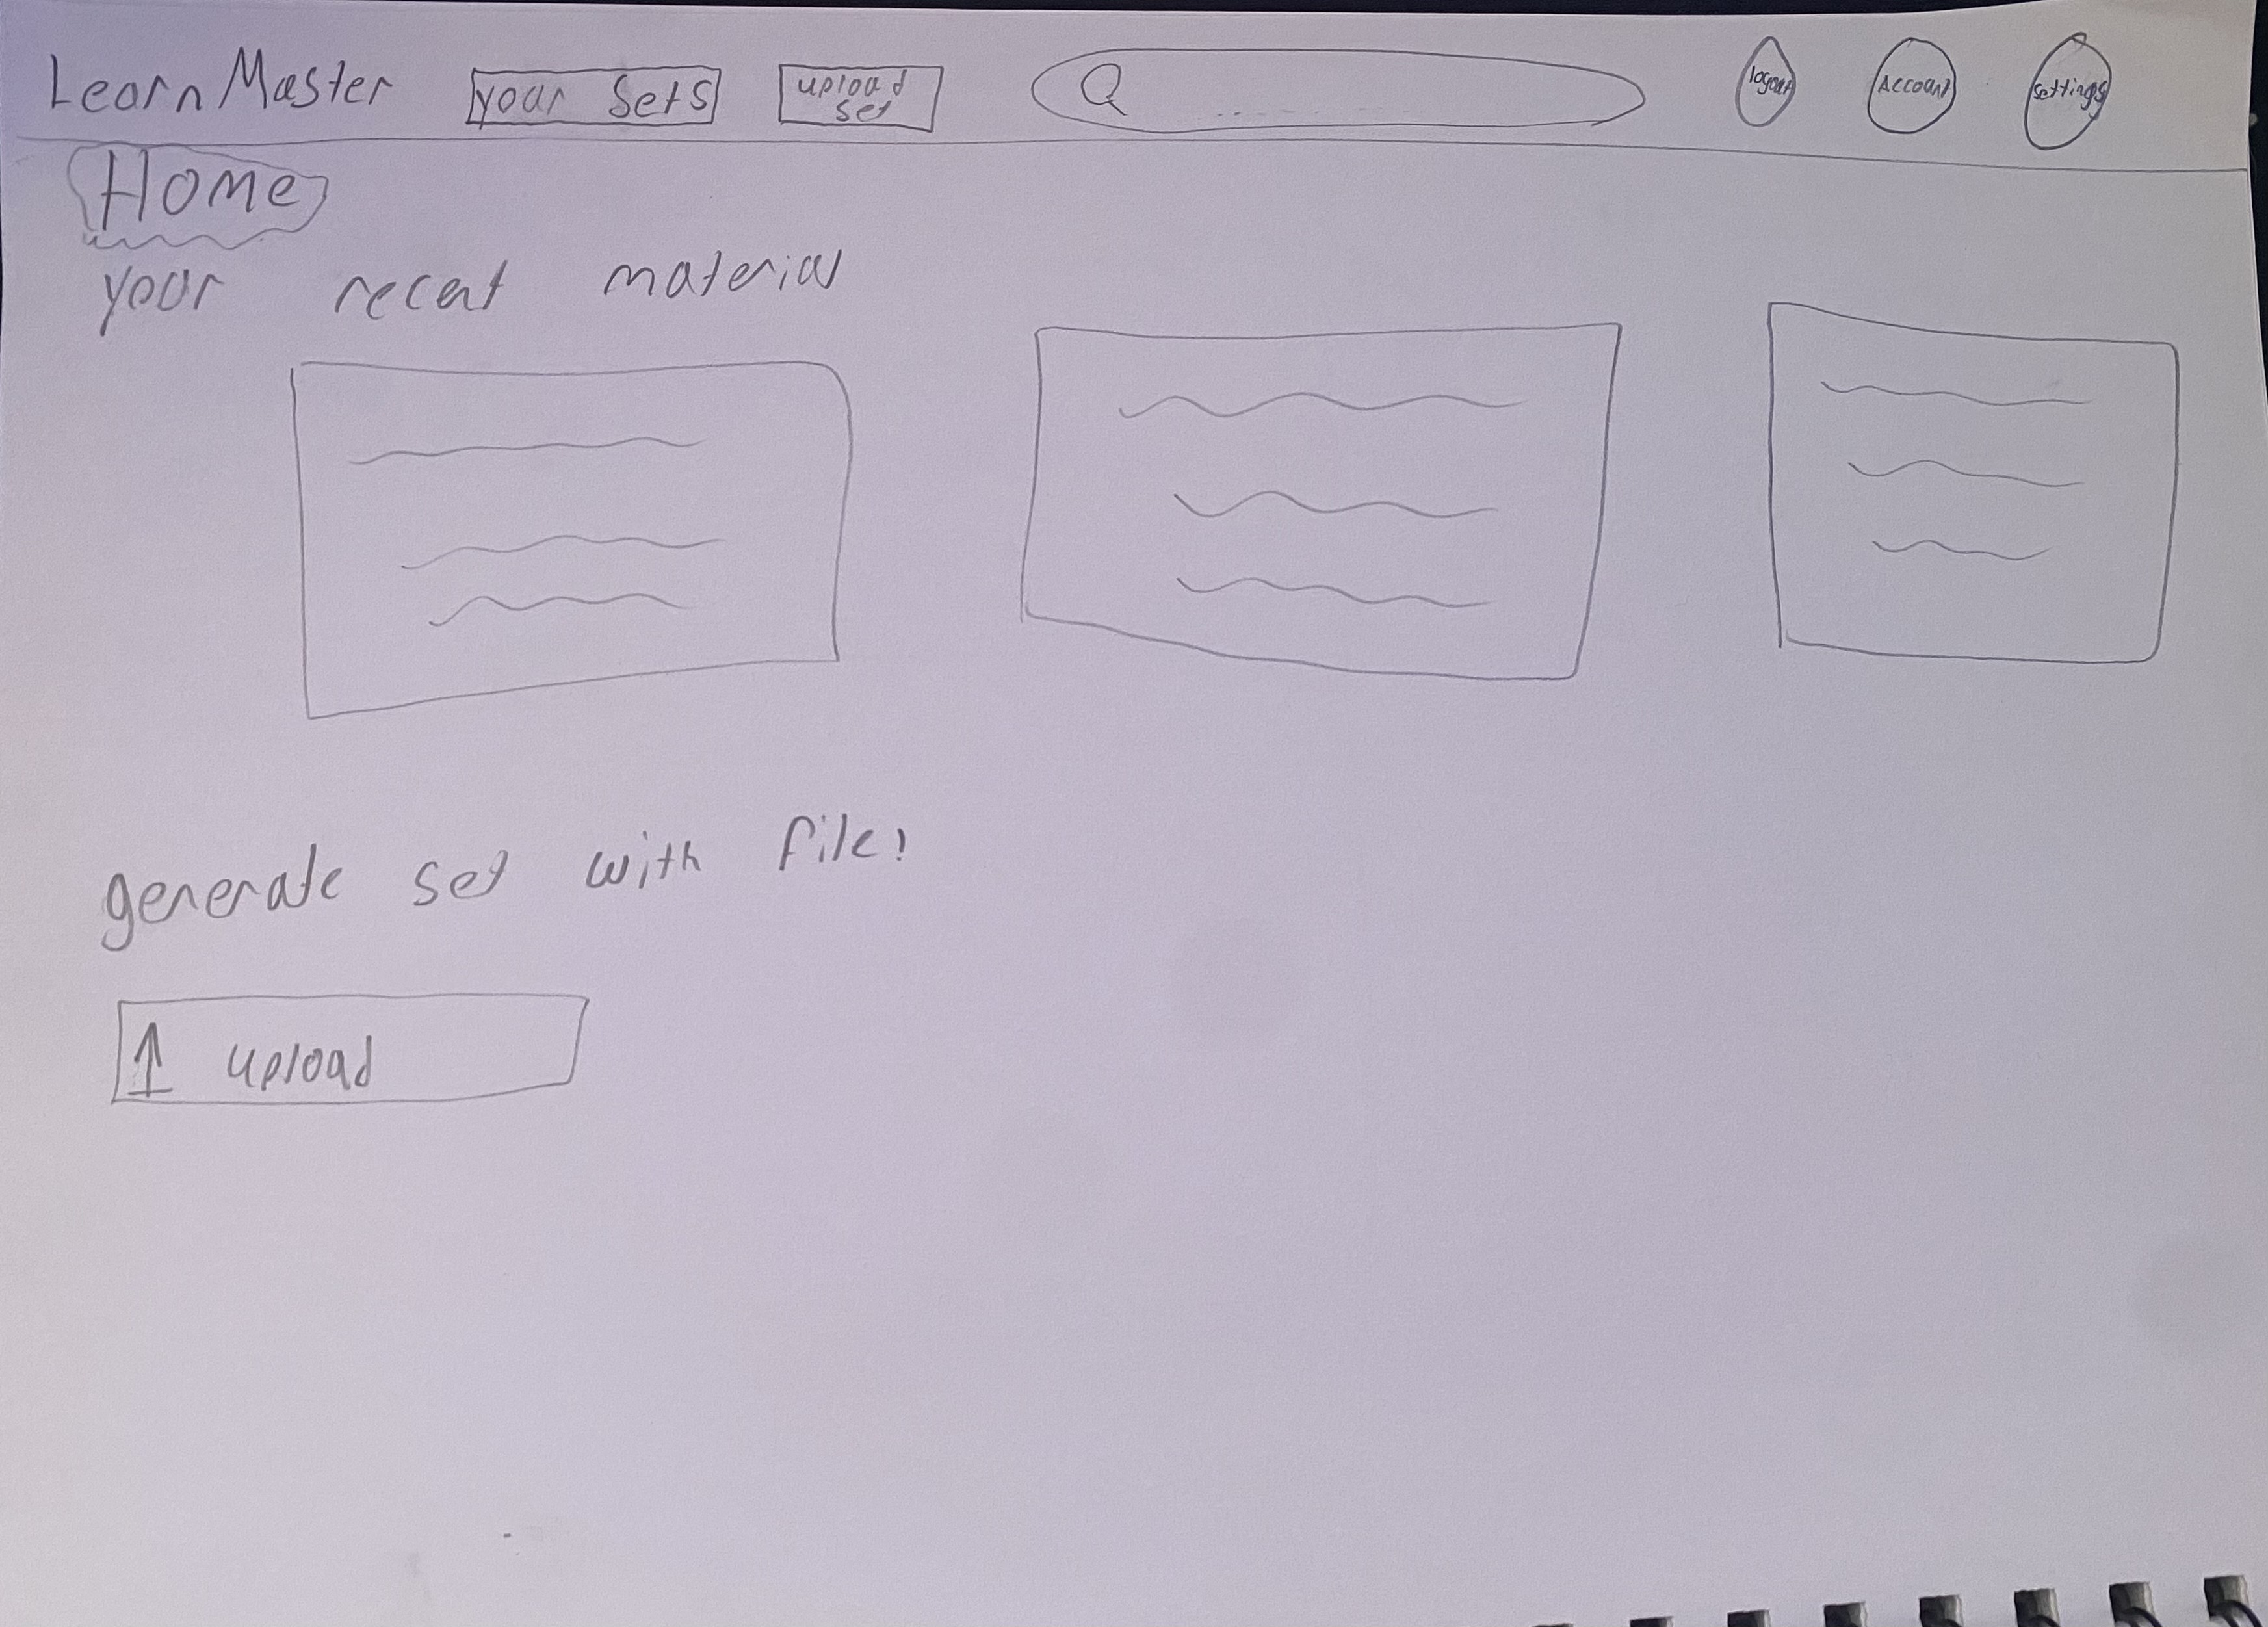 LearnMaster your sets upload set Q logout Account settings
Home
your recent material
generate set with file!
↑ upload